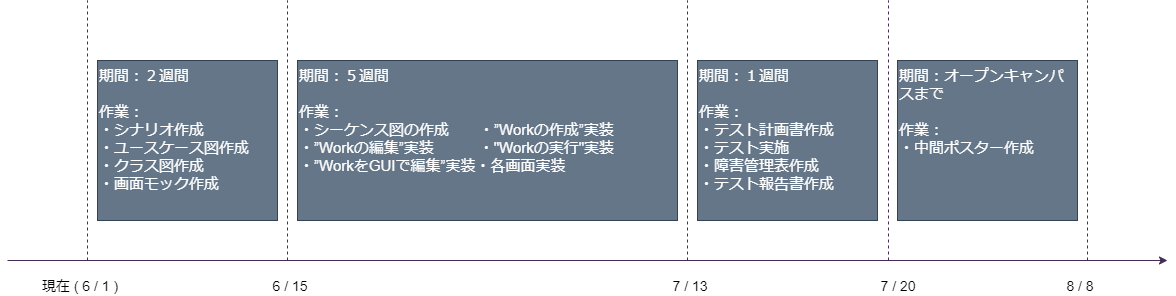 期間：２週間
作業：
・シナリオ作成
・ユースケース図作成
・クラス図作成
・画面モック作成
期間：５週間
作業：
・シーケンス図の作成　　・”Workの作成”実装
・”Workの編集”実装　　　・”Workの実行”実装
・”WorkをGUIで編集”実装・各画面実装
期間：１週間
作業：
・テスト計画書作成
・テスト実施
・障害管理表作成
・テスト報告書作成
期間：オープンキャンパ
スまで
作業：
・中間ポスター作成
現在 ( 6 / 1 )
6 / 15
7 / 13
7 / 20
8 / 8